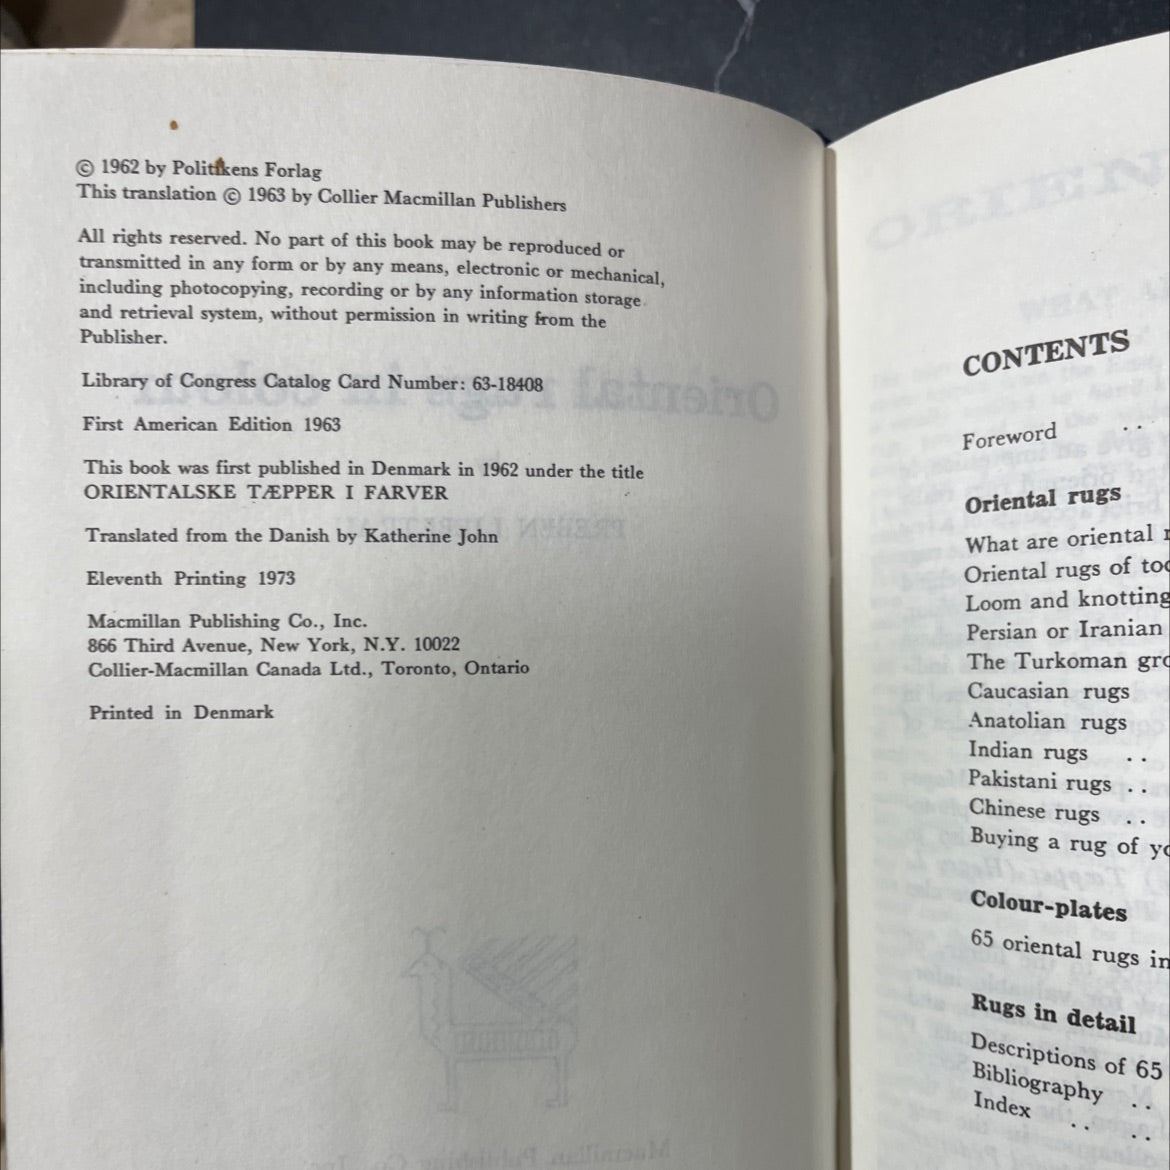 © 1962 by Politikens Forlag
This translation © 1963 by Collier Macmillan Publishers
All rights reserved. No part of this book may be reproduced or
transmitted in any form or by any means, electronic or mechanical,
including photocopying, recording or by any information storage
and retrieval system, without permission in writing from the
Publisher.
Library of Congress Catalog Card Number: 63-18408
First American Edition 1963
This book was first published in Denmark in 1962 under the title
ORIENTALSKE TÆPPER I FARVER
Translated from the Danish by Katherine John
Eleventh Printing 1973
Macmillan Publishing Co., Inc.
866 Third Avenue, New York, N.Y. 10022
Collier-Macmillan Canada Ltd., Toronto, Ontario
Printed in Denmark
CONTENTS
Foreword . .
Oriental rugs
What are oriental
Oriental rugs of
Loom and knotting
Persian or Iranian
The Turkoman
Caucasian rugs
Anatolian rugs
Indian rugs . .
Pakistani rugs . .
Chinese rugs . .
Buying a rug of
Colour-plates
65 oriental rugs in
Rugs in detail
Descriptions of 65
Bibliography . .
Index . . . .